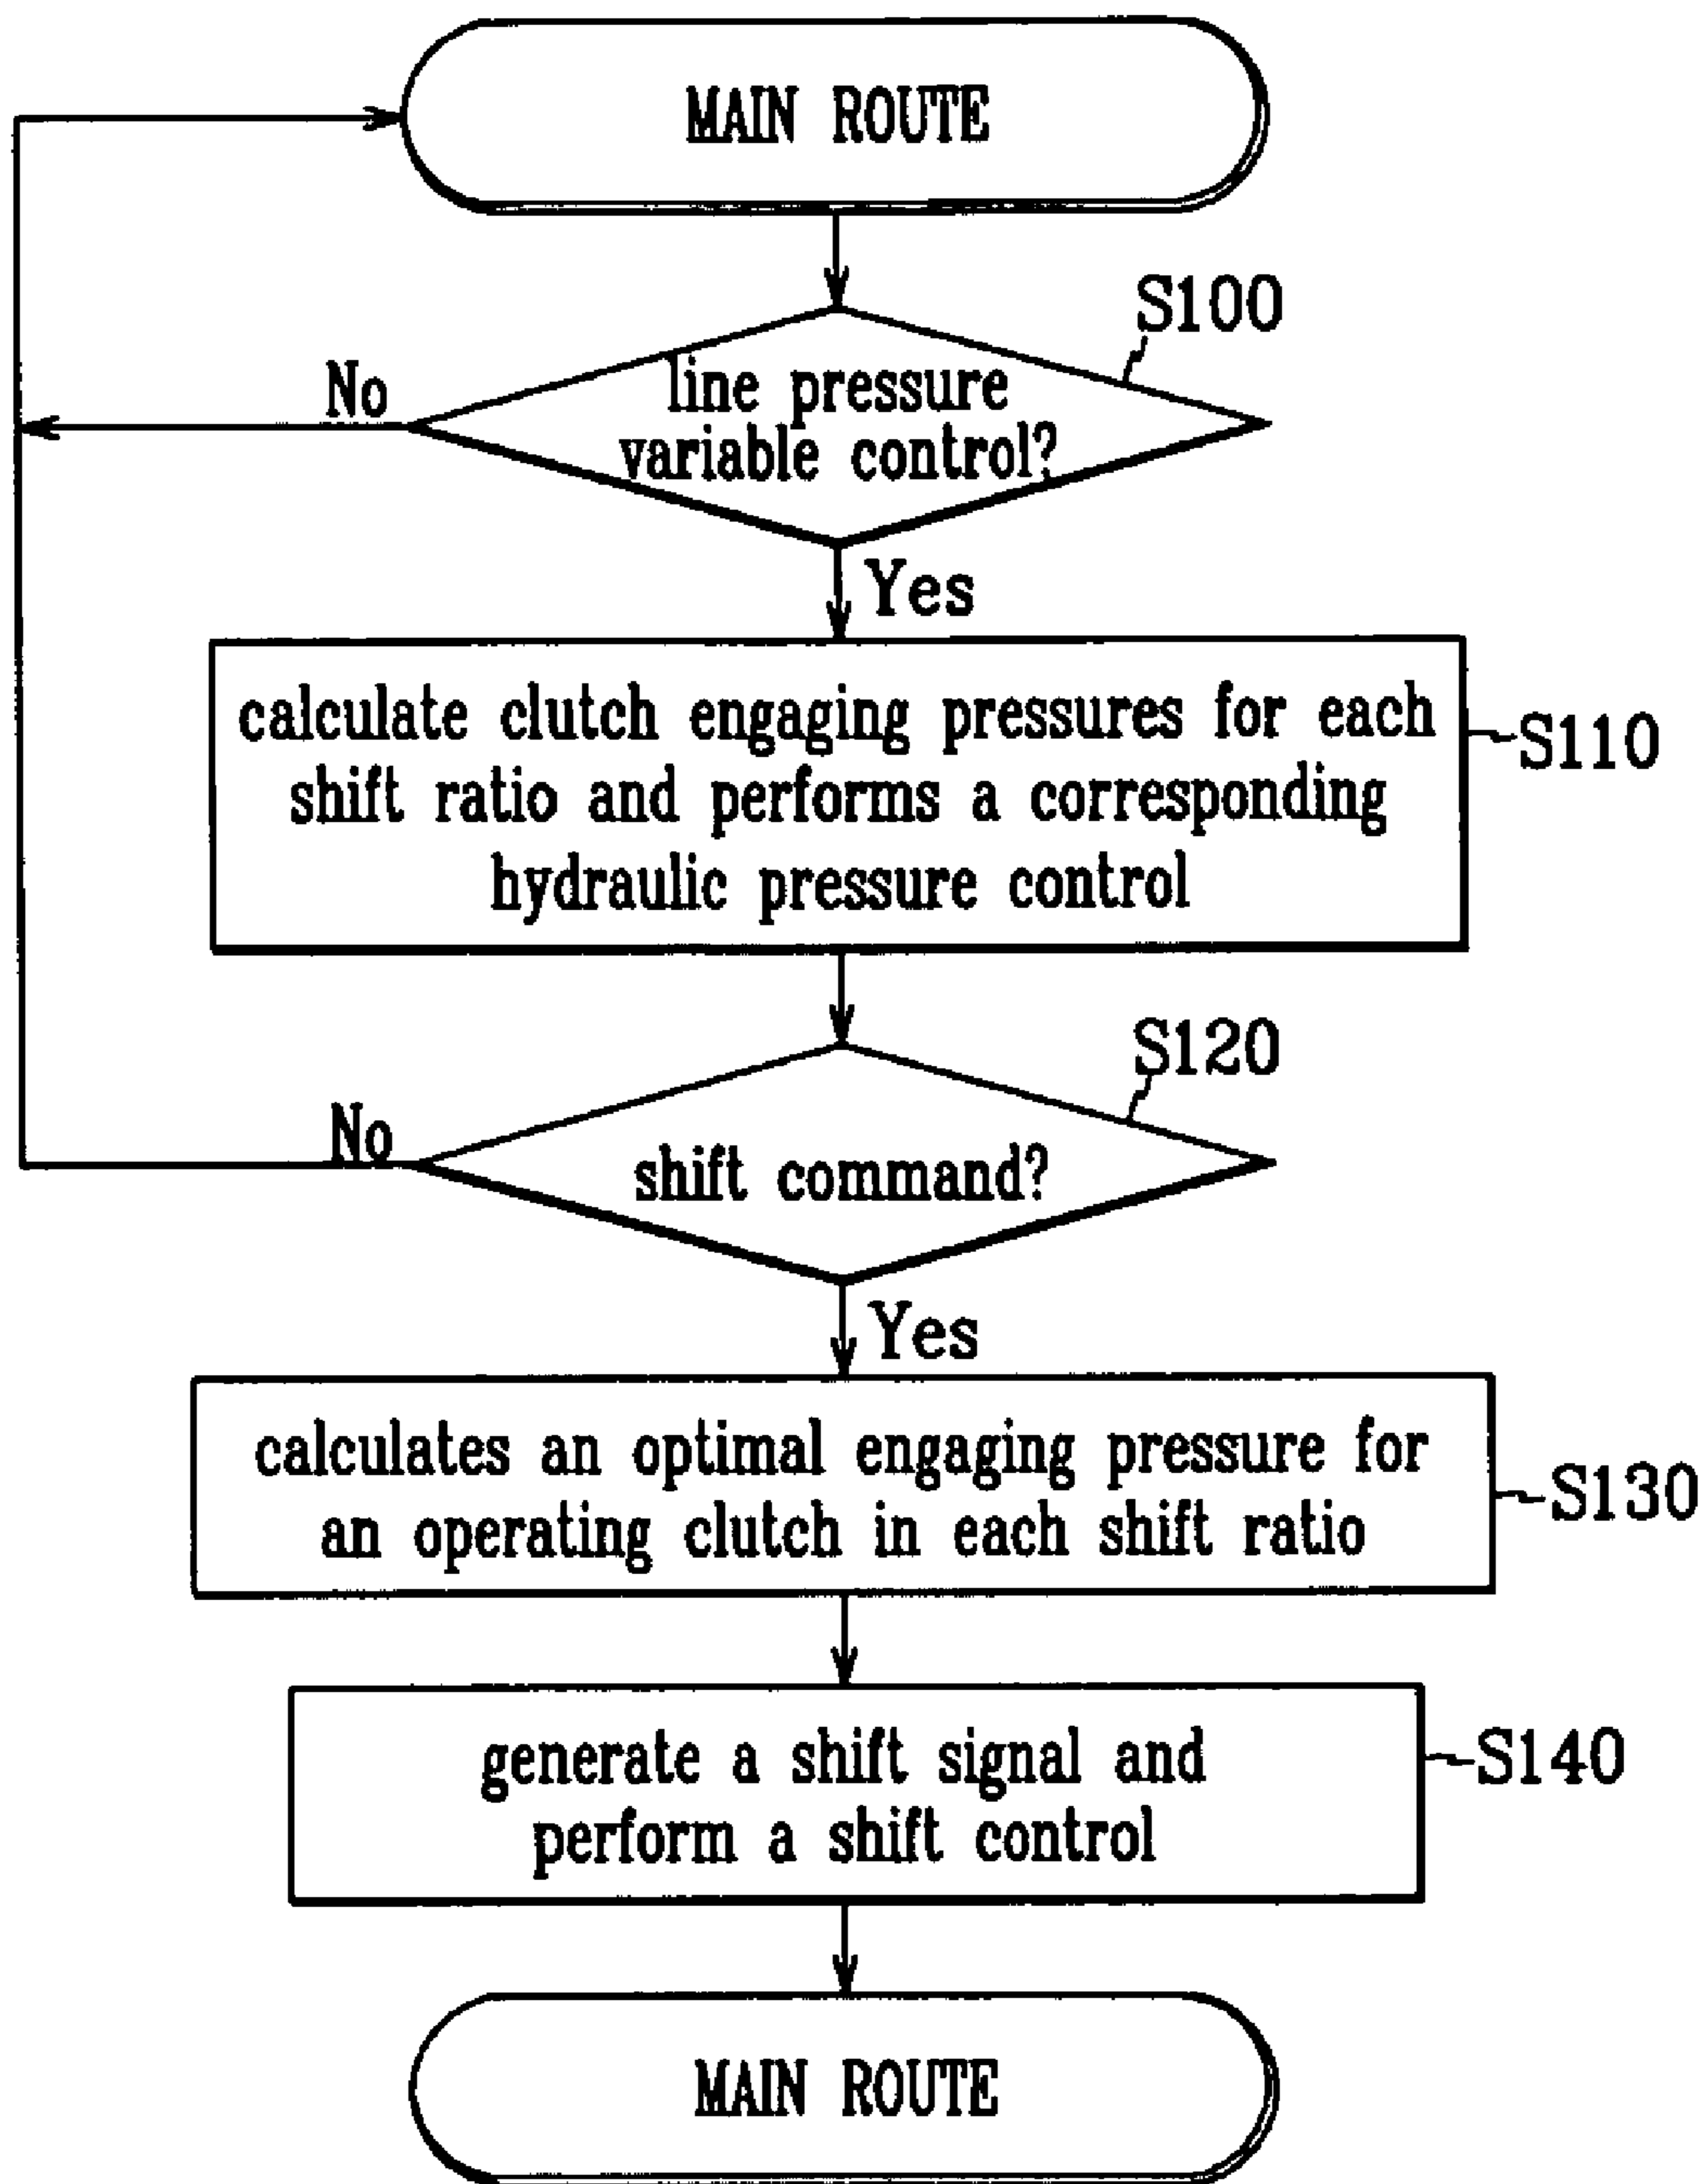 MAIN ROUTE
S100
No
line pressure
variable control?
Yes
calculate clutch engaging pressures for each
shift ratio and performs a corresponding
hydraulic pressure control
S110
S120
No
shift command?
Yes
calculates an optimal engaging pressure for
an operating clutch in each shift ratio
S130
generate a shift signal and
perform a shift control
S140
MAIN ROUTE